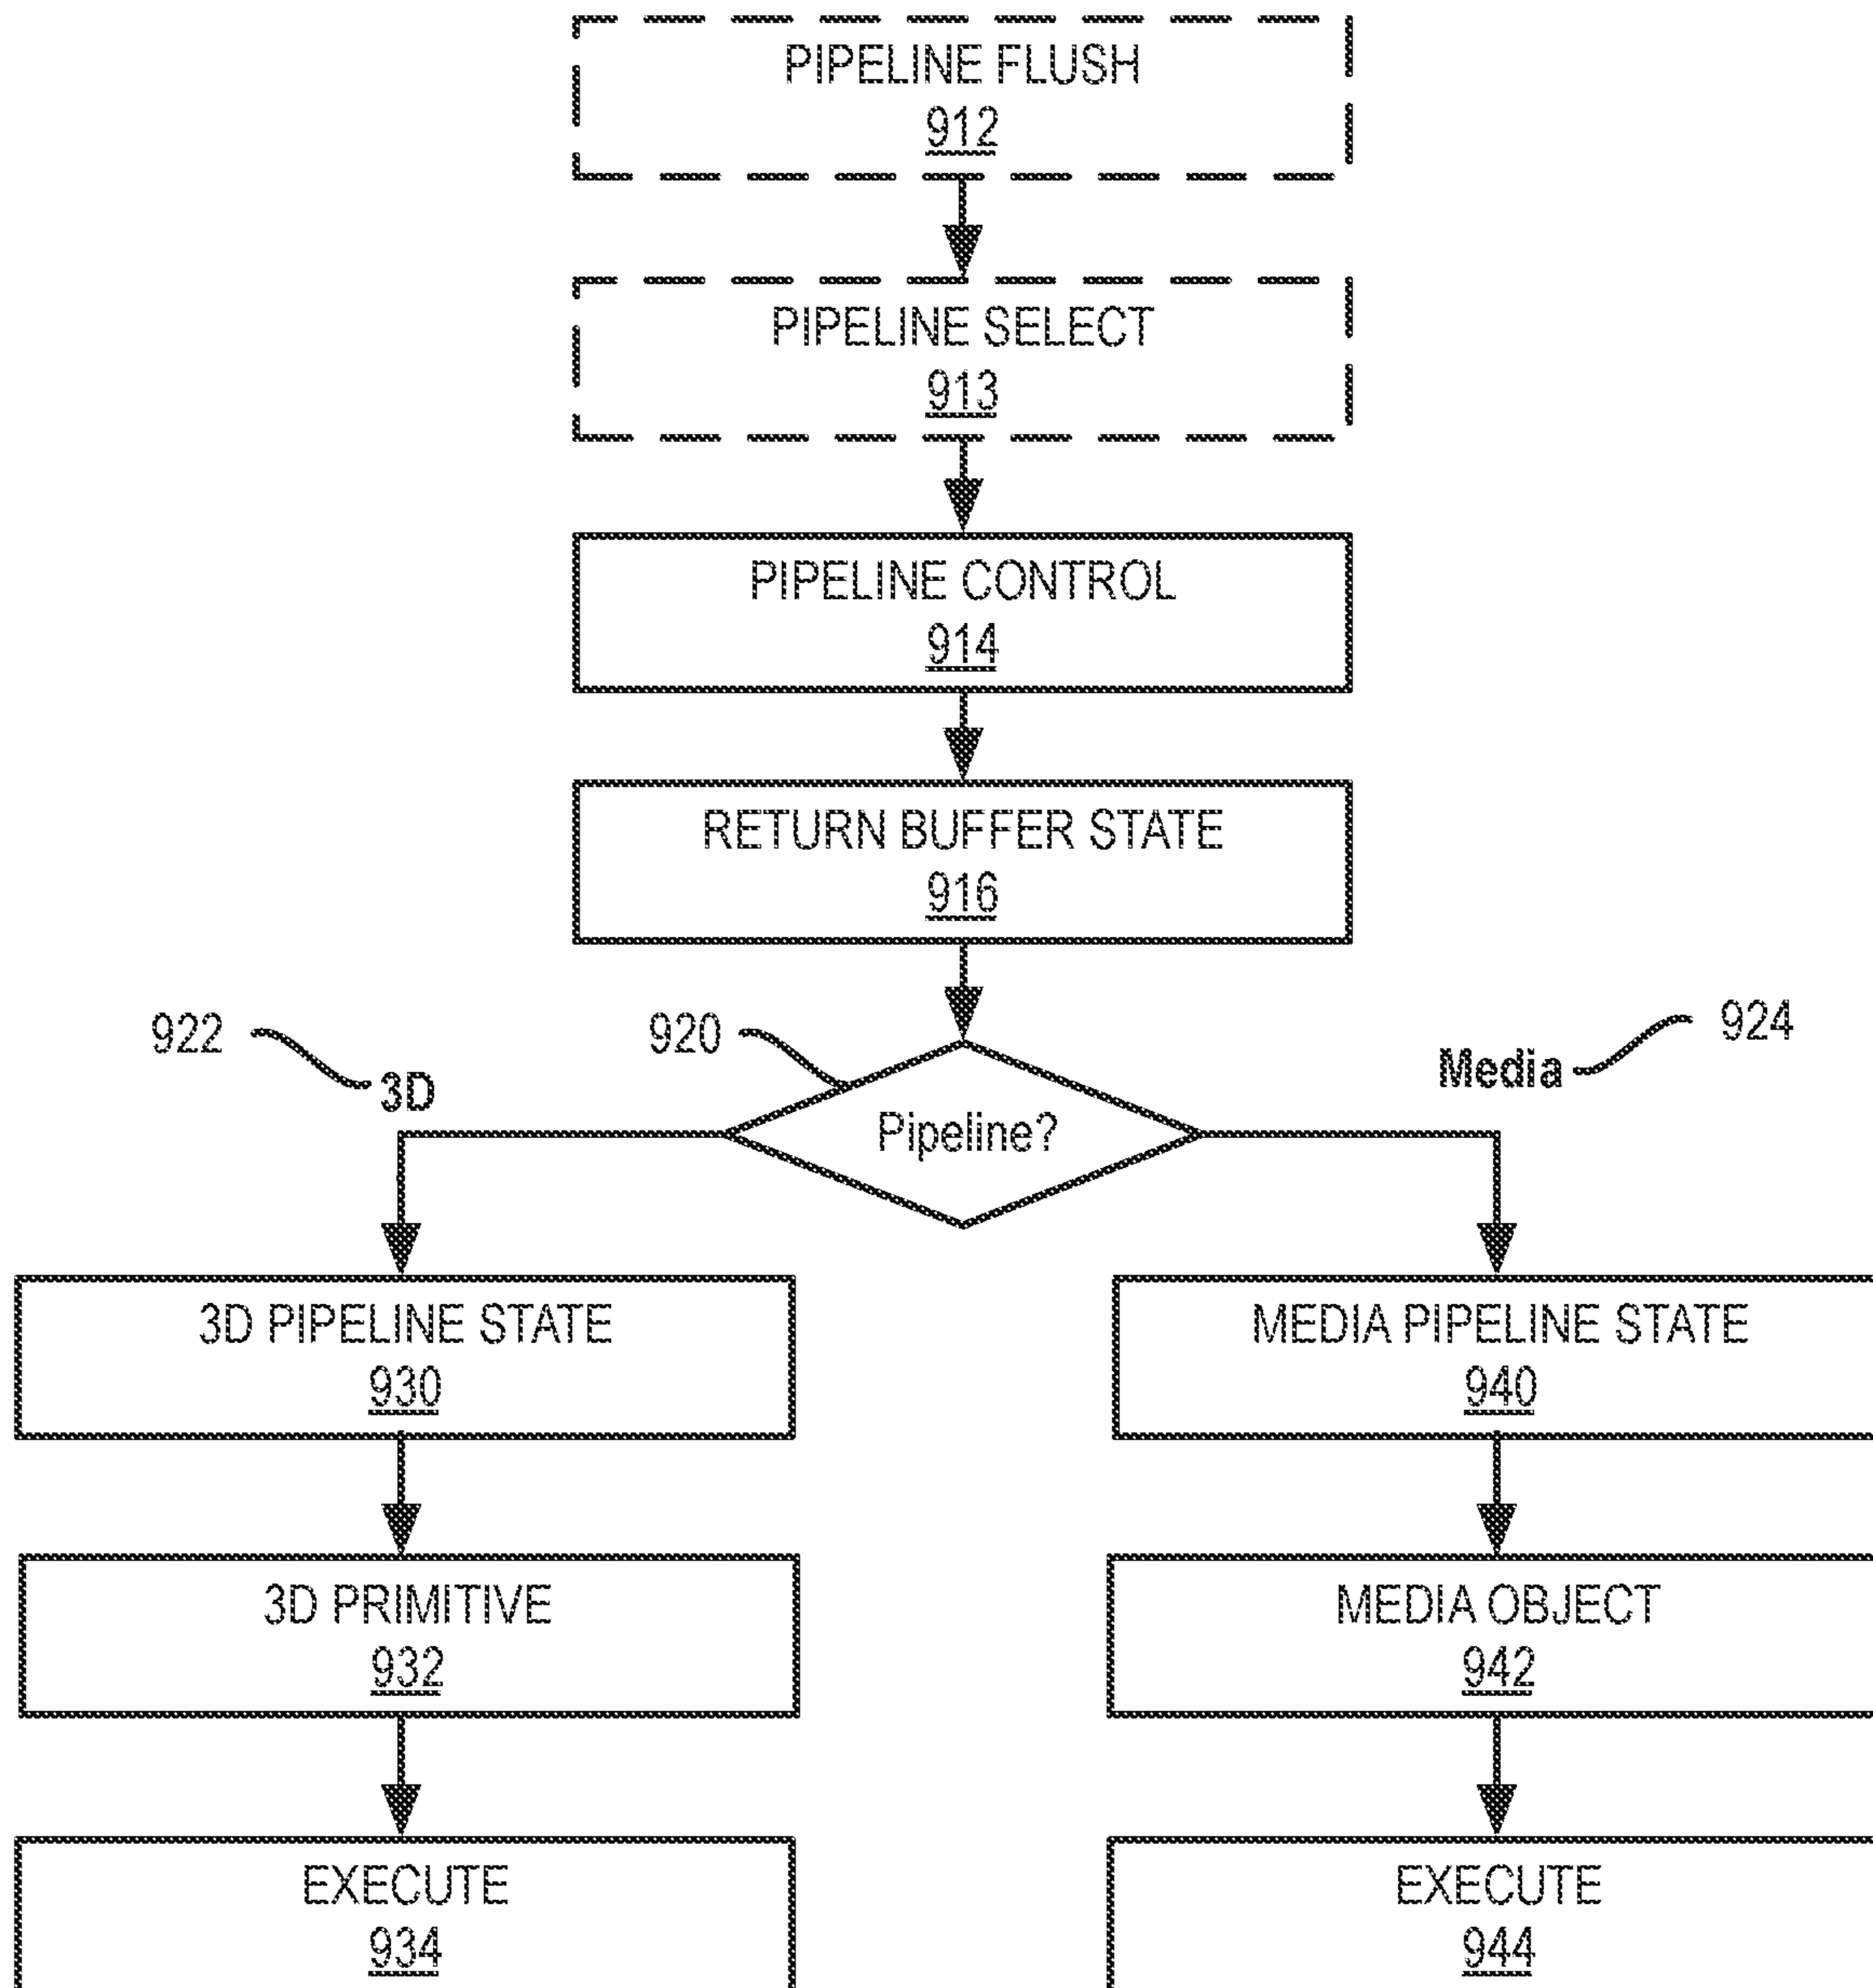 PIPELINE FLUSH
912
PIPELINE SELECT
913
PIPELINE CONTROL
914
RETURN BUFFER STATE
916
922
3D
920
Pipeline?
Media
924
3D PIPELINE STATE
930
MEDIA PIPELINE STATE
940
3D PRIMITIVE
932
MEDIA OBJECT
942
EXECUTE
934
EXECUTE
944